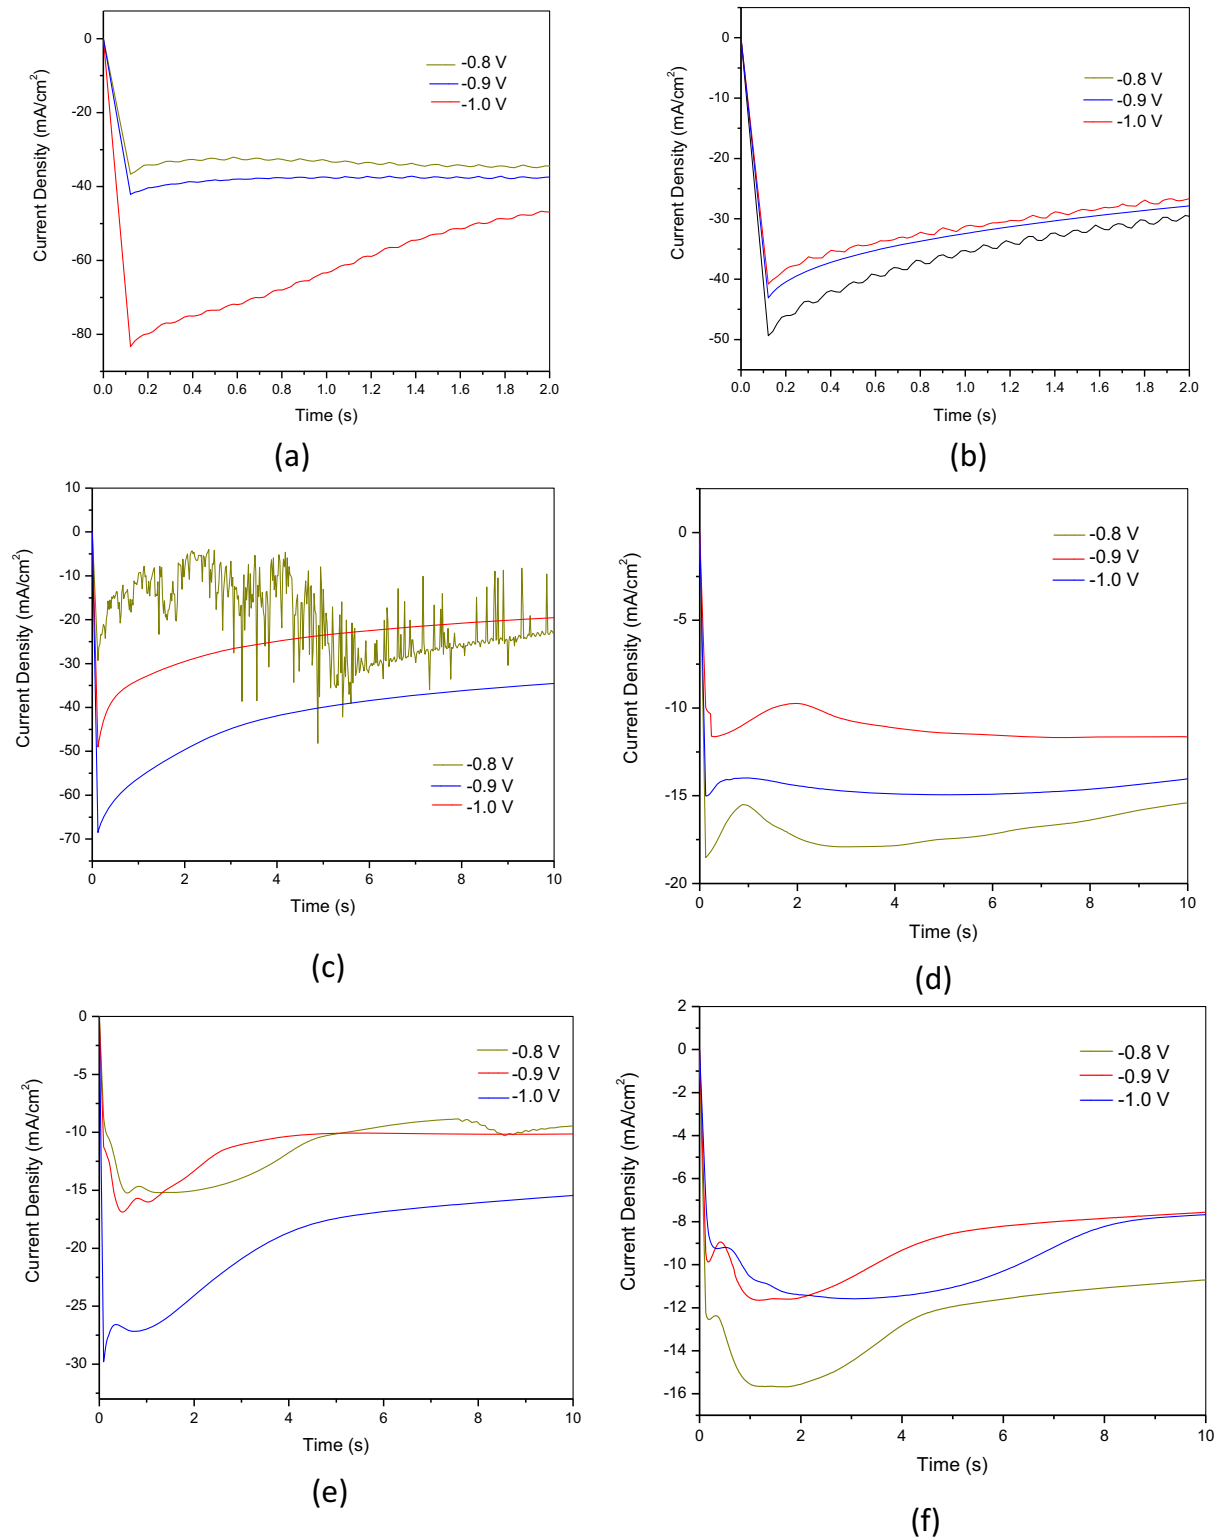 0
-20
-40
-60
-80
Current Density (mA/cm²)
-0.8 V
-0.9 V
-1.0 V
0.0 0.2 0.4 0.6 0.8 1.0 1.2 1.4 1.6 1.8 2.0
Time (s)
(a)
0
-10
-20
-30
-40
-50
Current Density (mA/cm²)
-0.8 V
-0.9 V
-1.0 V
0.0 0.2 0.4 0.6 0.8 1.0 1.2 1.4 1.6 1.8 2.0
Time (s)
(b)
10
0
-10
-20
-30
-40
-50
-60
-70
Current Density (mA/cm²)
-0.8 V
-0.9 V
-1.0 V
0 2 4 6 8 10
Time (s)
(c)
0
-5
-10
-15
-20
Current Density (mA/cm²)
-0.8 V
-0.9 V
-1.0 V
0 2 4 6 8 10
Time (s)
(d)
0
-5
-10
-15
-20
-25
-30
Current Density (mA/cm²)
-0.8 V
-0.9 V
-1.0 V
0 2 4 6 8 10
Time (s)
(e)
2
0
-2
-4
-6
-8
-10
-12
-14
-16
Current Density (mA/cm²)
-0.8 V
-0.9 V
-1.0 V
0 2 4 6 8 10
Time (s)
(f)